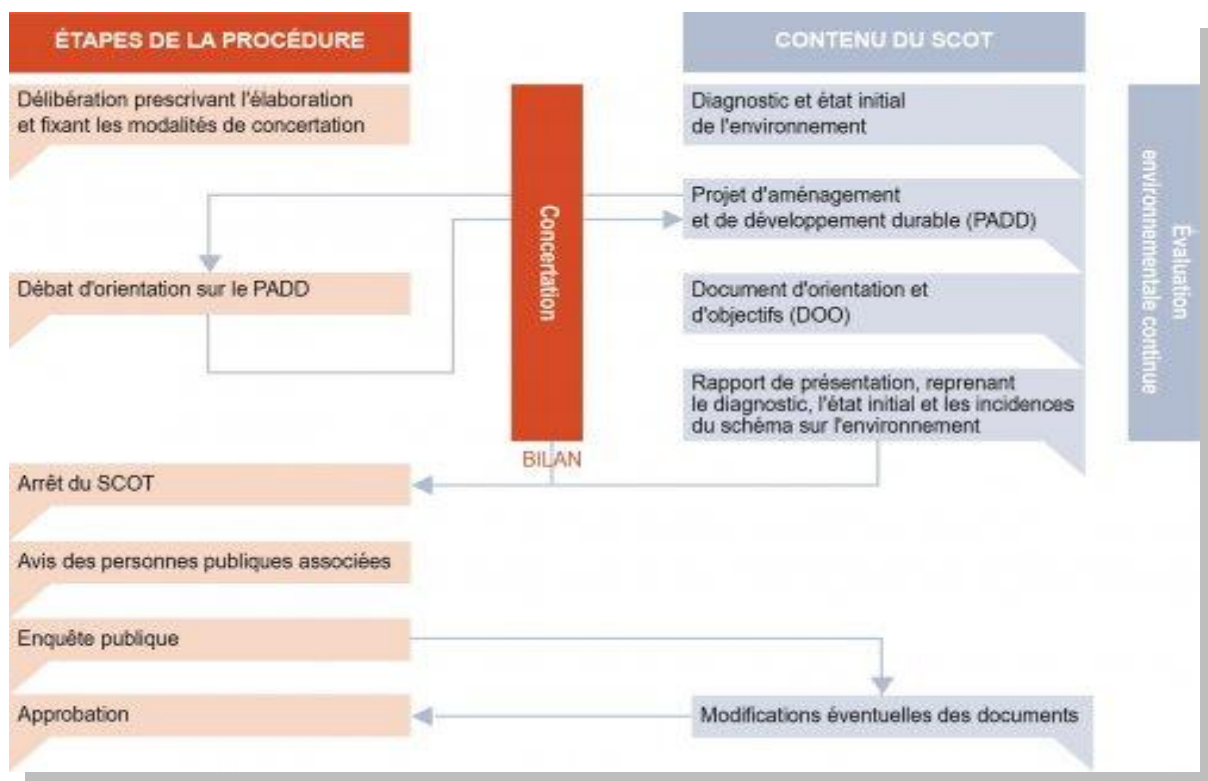 ÉTAPES DE LA PROCÉDURE
Délibération prescrivant l'élaboration
et fixant les modalités de concertation
Débat d'orientation sur le PADD
Arrêt du SCOT
Avis des personnes publiques associées
Enquête publique
Approbation
Concertation
BILAN
CONTENU DU SCOT
Diagnostic et état initial
de l'environnement
Projet d'aménagement
et de développement durable (PADD)
Document d'orientation et
d'objectifs (DOO)
Rapport de présentation, reprenant
le diagnostic, l'état initial et les incidences
du schéma sur l'environnement
Modifications éventuelles des documents
Évaluation
environnementale continue